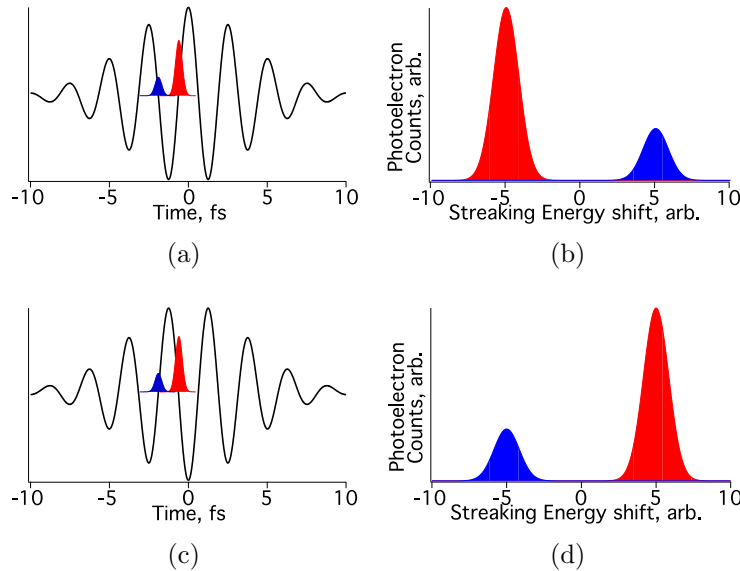 Photoelectron
Counts, arb.
-10 -5 0 5 10
Time, fs
-10 -5 0 5 10
Streaking Energy shift, arb.
(a)
(b)
Photoelectron
Counts, arb.
-10 -5 0 5 10
Time, fs
-10 -5 0 5 10
Streaking Energy shift, arb.
(c)
(d)